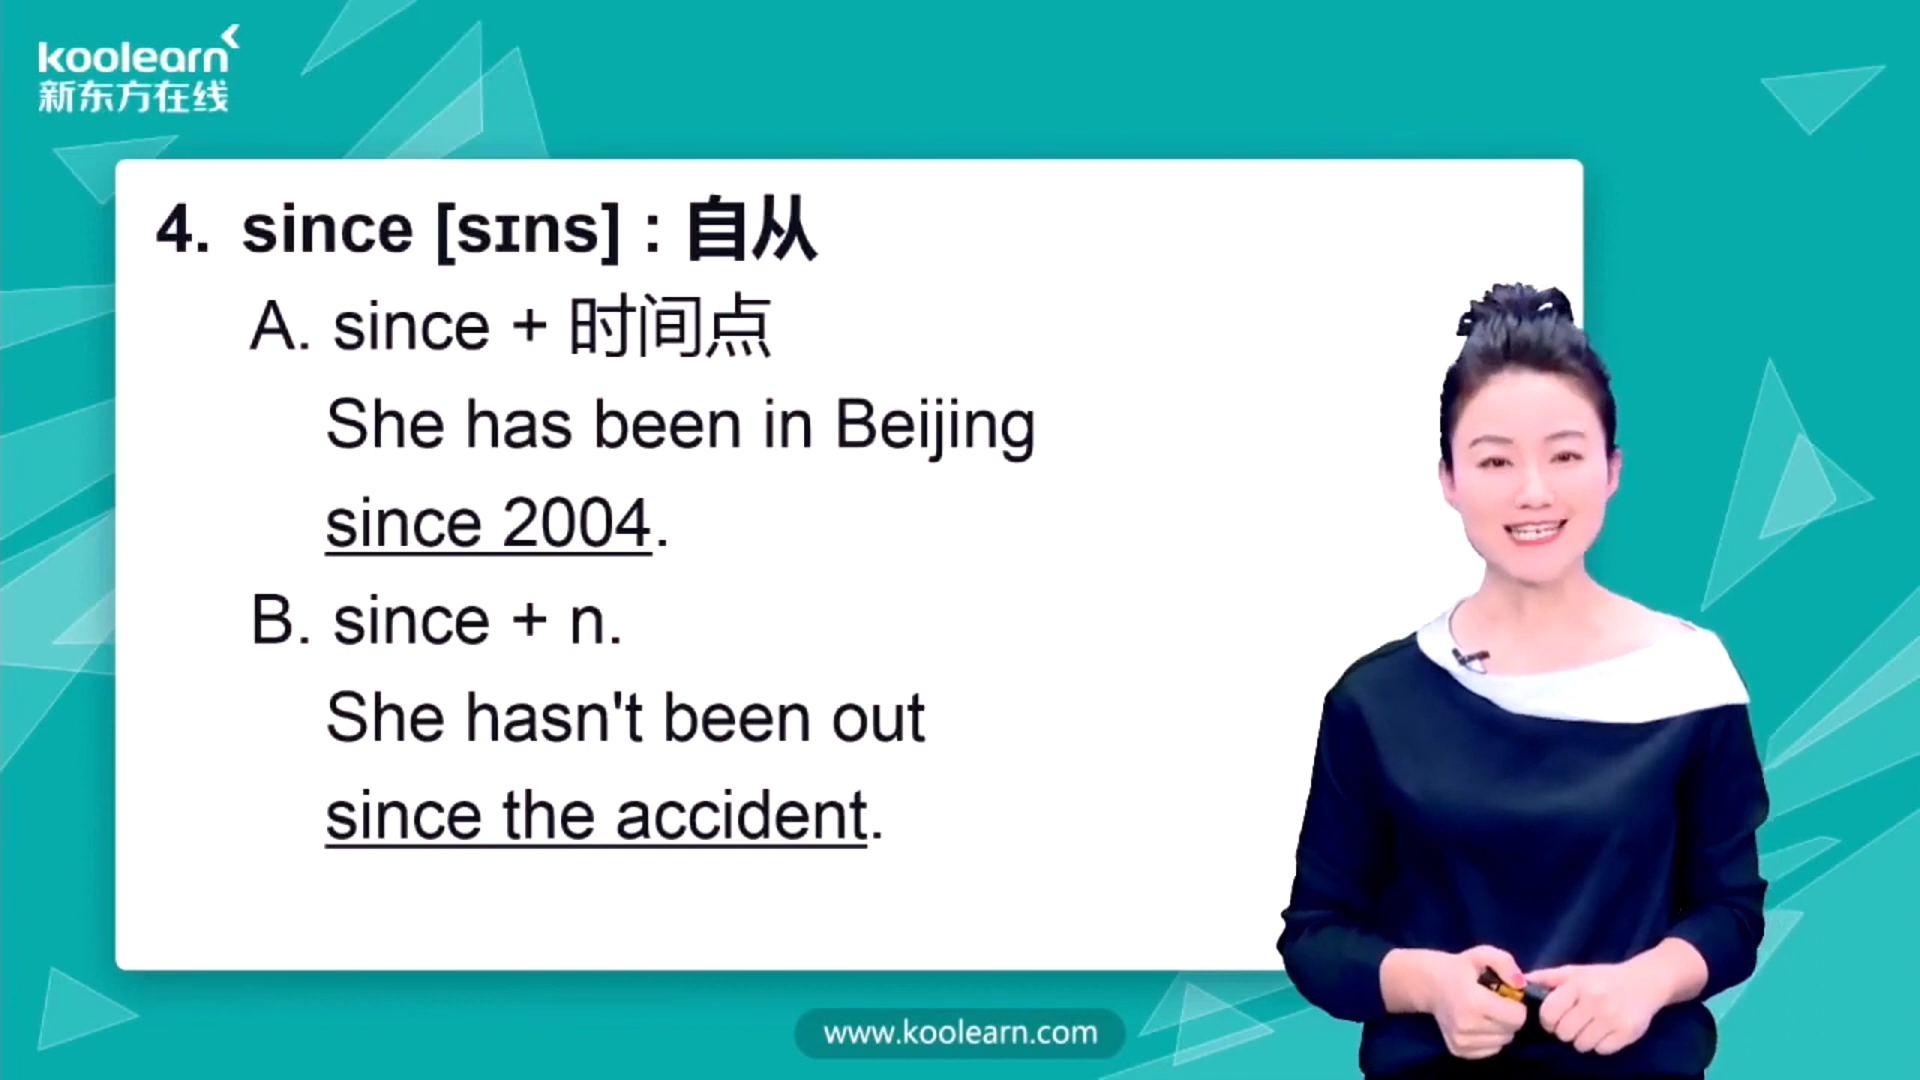 koolearn
新东方在线
4. since [sɪns] : 自从
A. since + 时间点
She has been in Beijing
since 2004.
B. since + n.
She hasn't been out
since the accident.
www.koolearn.com